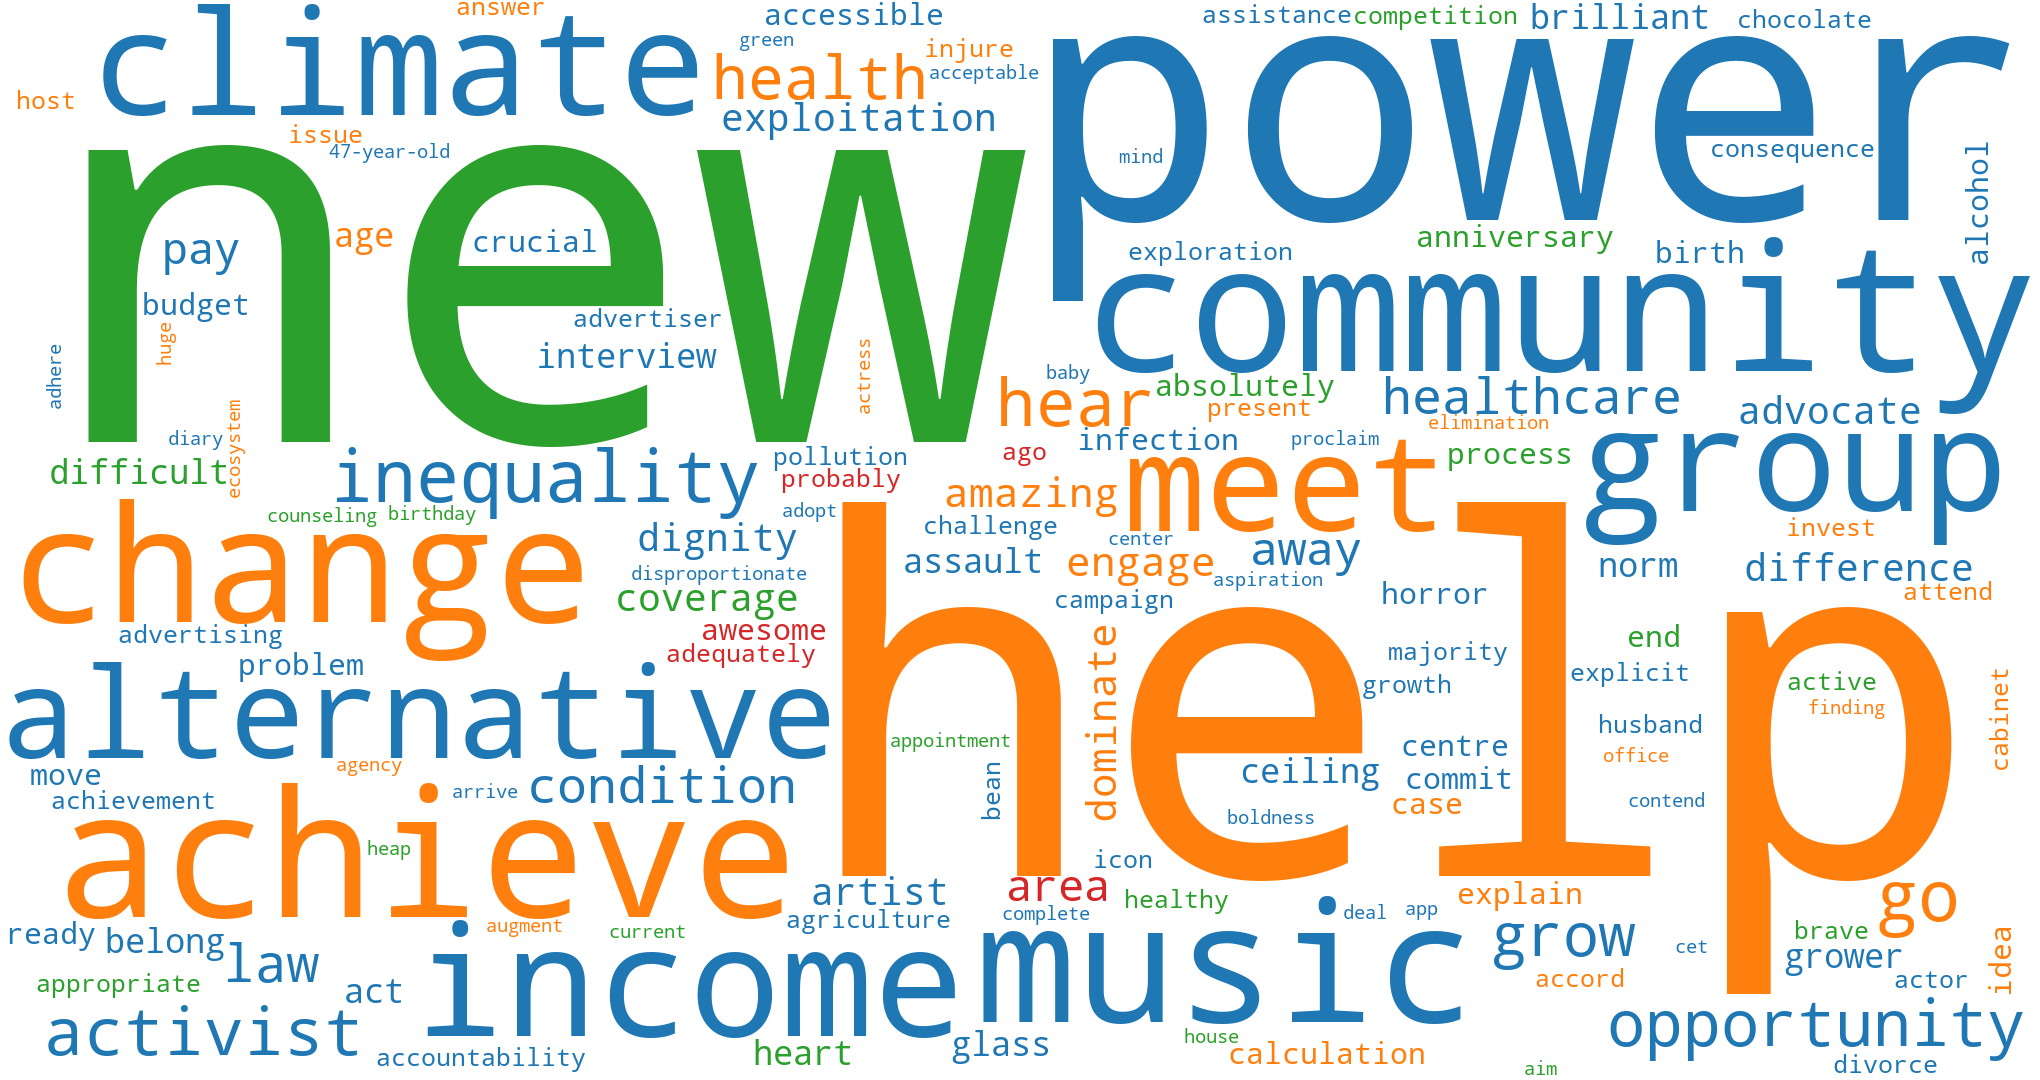 answer
accessible
assistance
competition
brilliant
chocolate
climate
green
injure
power
health
acceptable
host
exploitation
issue
47-year-old
mind
consequence
alcohol
new
age
crucial
anniversary
pay
exploration
birth
community
budget
advertiser
huge
interview
adhere
actress
baby
absolutely
healthcare
hear
present
advocate
elimination
diary
ecosystem
infection
proclaim
group
difficult
inequality
pollution
ago
meet
process
probably
amazing
counseling
birthday
adopt
challenge
invest
change
dignity
center
assault
engage
away
norm
difference
disproportionate
aspiration
coverage
campaign
horror
attend
help
advertising
awesome
dominate
end
adequately
majority
problem
growth
explicit
active
alternative
finding
cabinet
husband
appointment
centre
office
agency
move
condition
bean
ceiling
commit
achievement
arrive
case
contend
boldness
achieve
heap
icon
artist
area
healthy
explain
go
agriculture
complete
deal
app
ready
belong
augment
current
income
music
grow
brave
cet
grower
idea
law
appropriate
act
accord
actor
activist
opportunity
accountability
heart
glass
house
calculation
aim
divorce